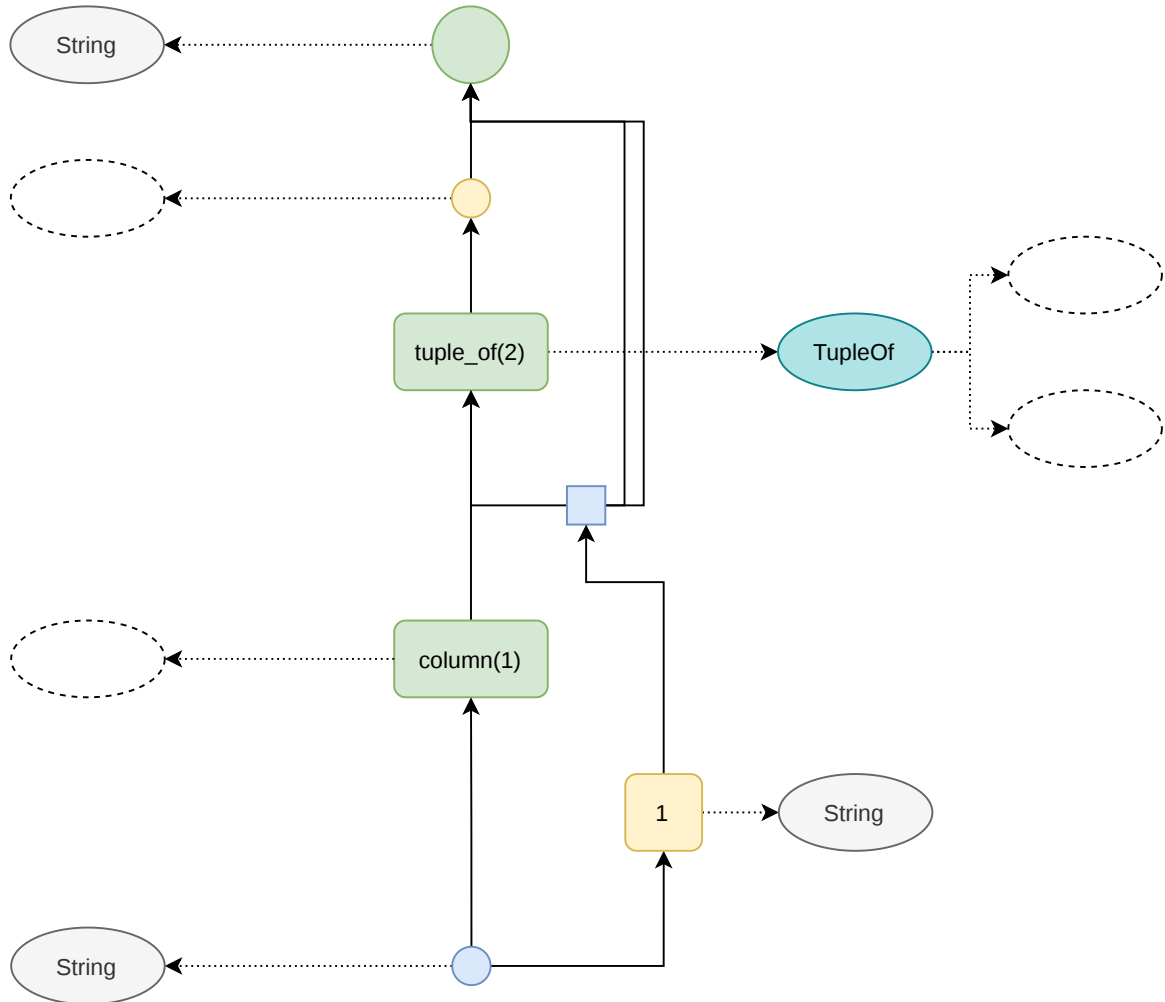 String
tuple_of(2)
TupleOf
column(1)
1
String
String